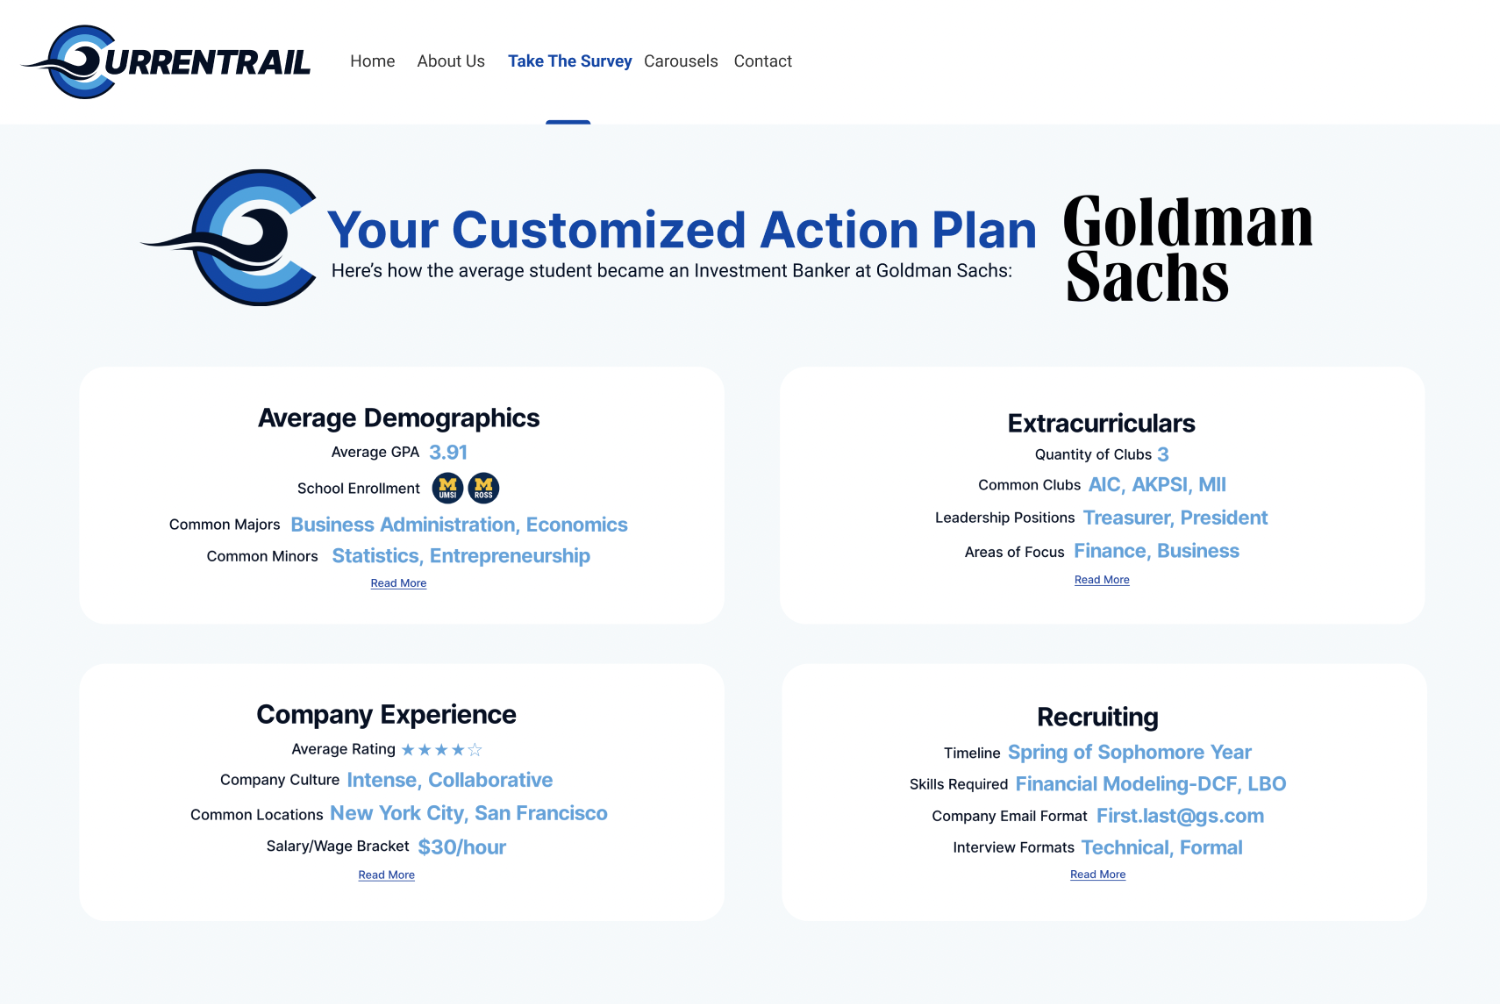 CURRENTRAIL
Home About Us Take The Survey Carousels Contact
Your Customized Action Plan
Here’s how the average student became an Investment Banker at Goldman Sachs:
Goldman
Sachs
Average Demographics
Average GPA 3.91
School Enrollment M UMSI M ROSS
Common Majors Business Administration, Economics
Common Minors Statistics, Entrepreneurship
Read More
Extracurriculars
Quantity of Clubs 3
Common Clubs AIC, AKPSI, MII
Leadership Positions Treasurer, President
Areas of Focus Finance, Business
Read More
Company Experience
Average Rating ★★★★☆
Company Culture Intense, Collaborative
Common Locations New York City, San Francisco
Salary/Wage Bracket $30/hour
Read More
Recruiting
Timeline Spring of Sophomore Year
Skills Required Financial Modeling-DCF, LBO
Company Email Format First.last@gs.com
Interview Formats Technical, Formal
Read More